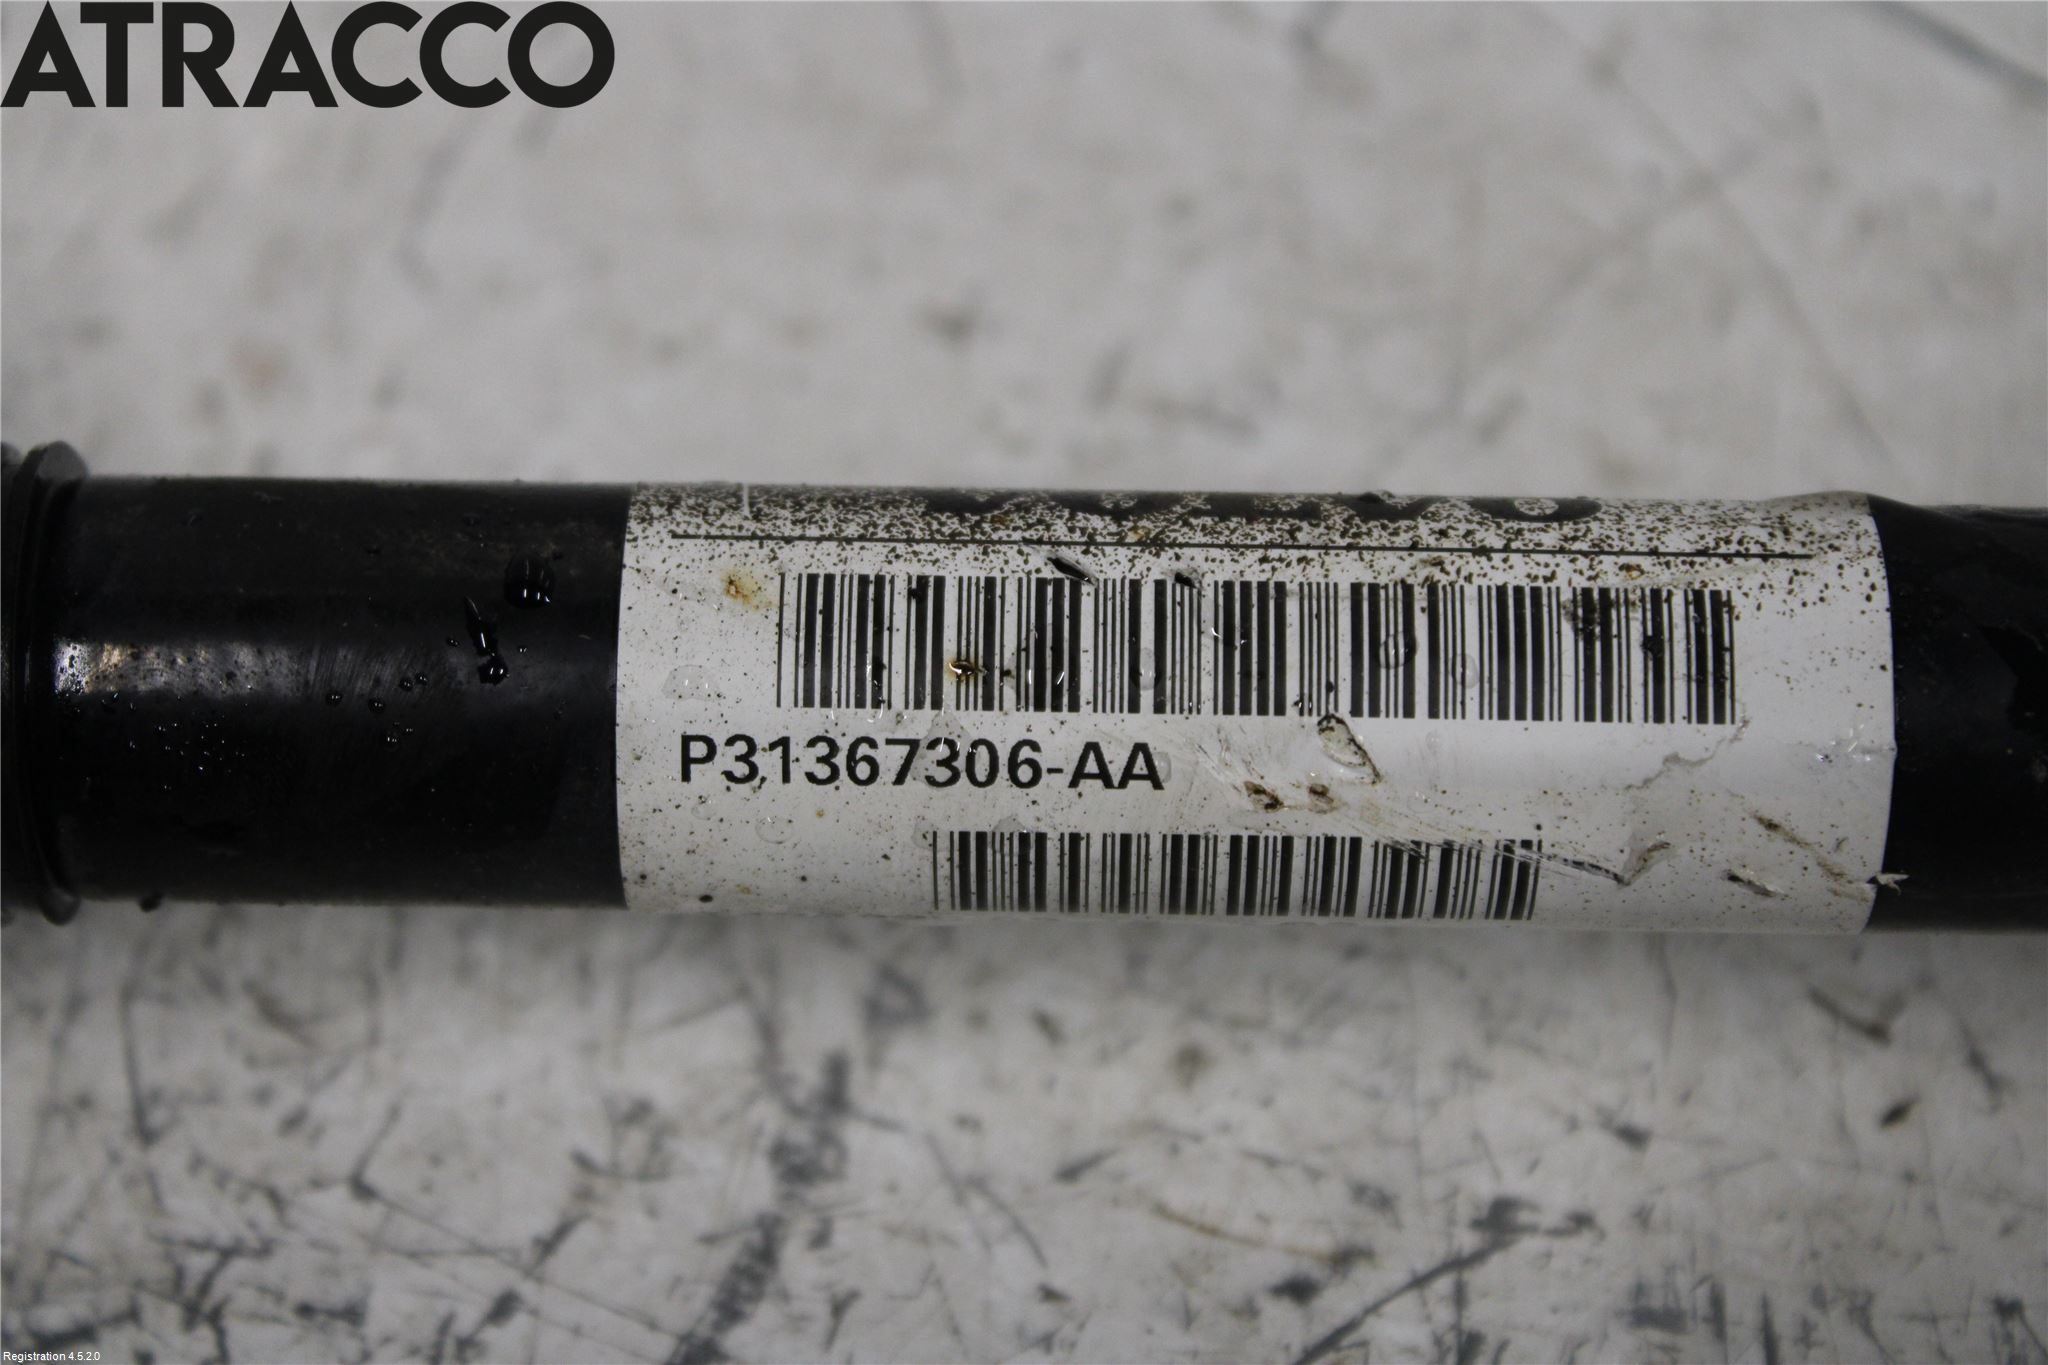 ATRACCO
P31367306-AA
Registration 4.5.2.0